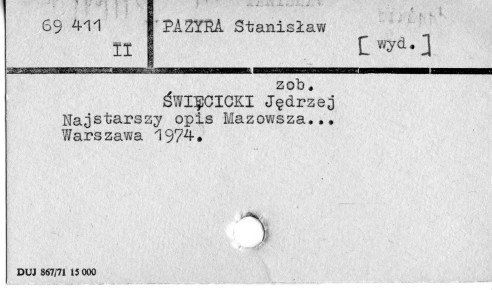 69 411
II
PAZYRA Stanisław
[ wyd. ]
zob.
ŚWIĘCICKI Jędrzej
Najstarszy opis Mazowsza...
Warszawa 1974.
DUJ 867/71 15 000